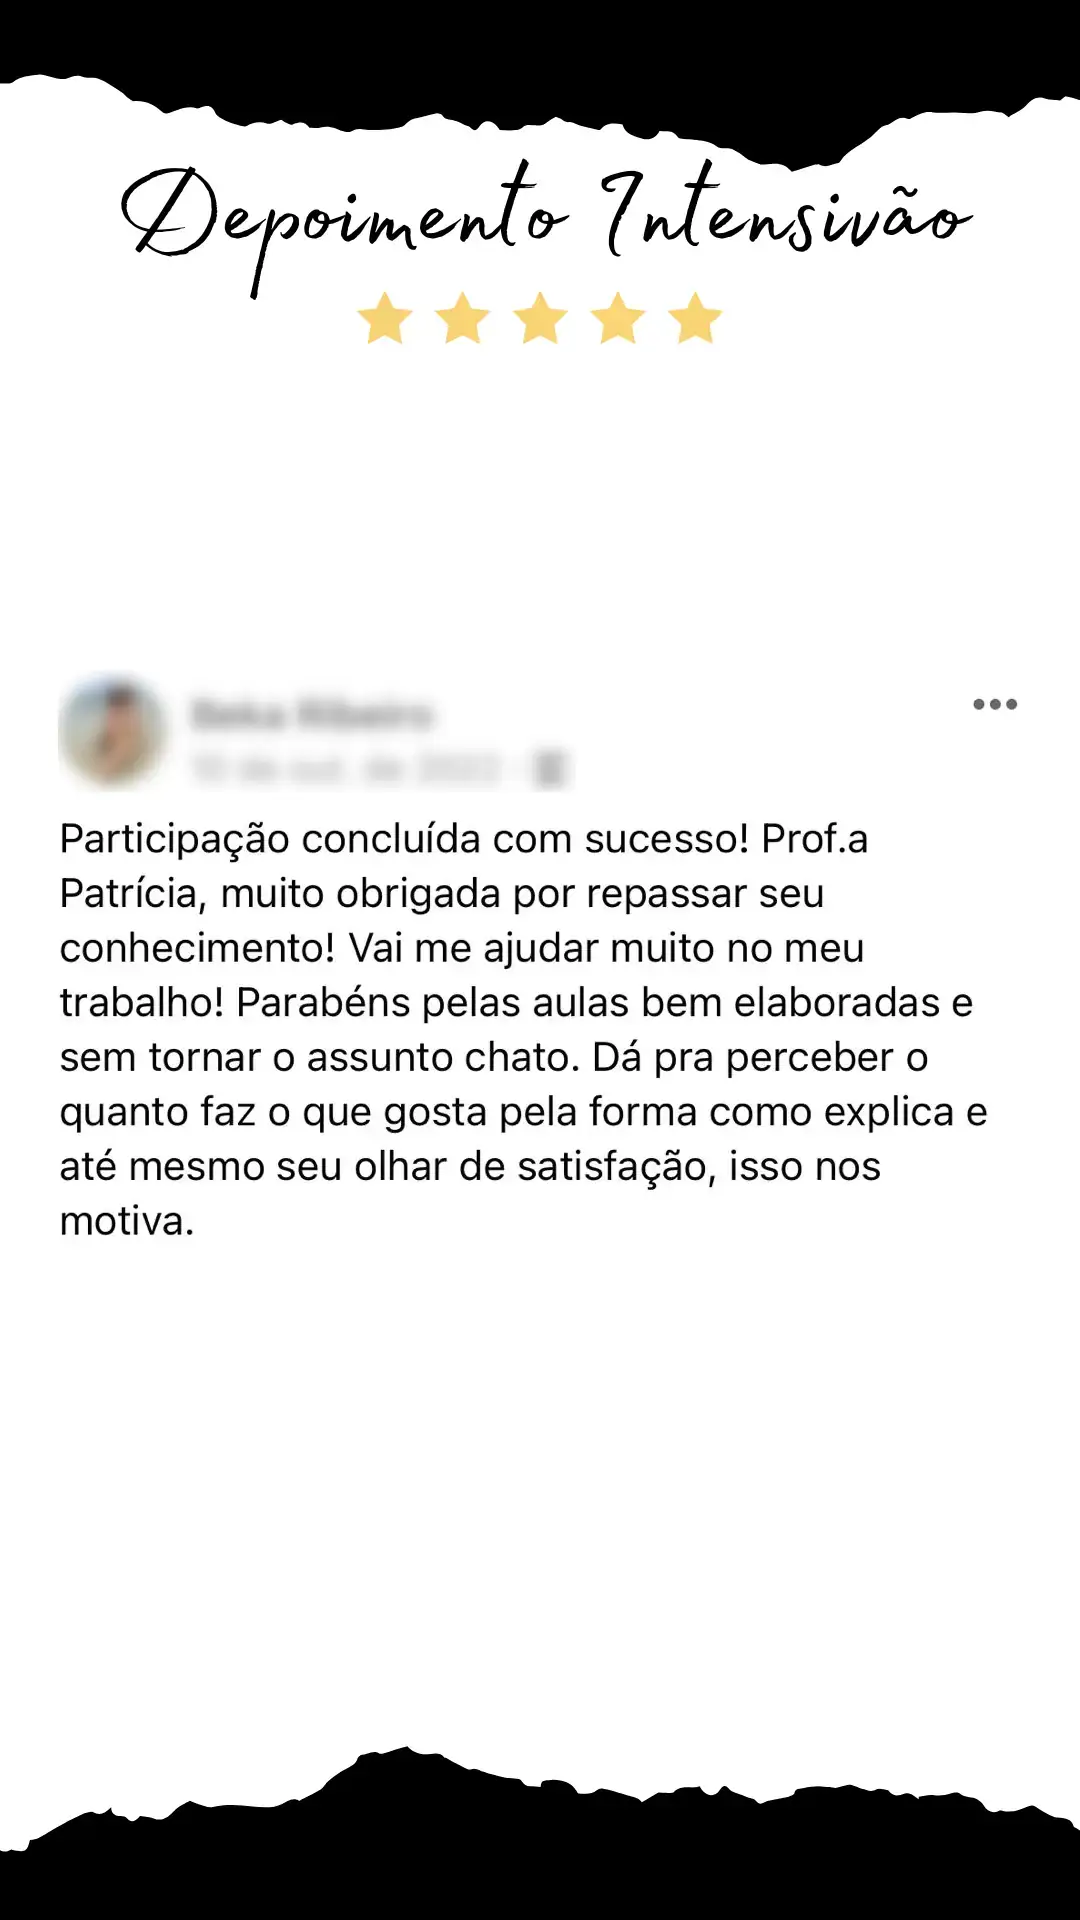 Depoimento Intensivão
Participação concluída com sucesso! Prof.a
Patrícia, muito obrigada por repassar seu
conhecimento! Vai me ajudar muito no meu
trabalho! Parabéns pelas aulas bem elaboradas e
sem tornar o assunto chato. Dá pra perceber o
quanto faz o que gosta pela forma como explica e
até mesmo seu olhar de satisfação, isso nos
motiva.